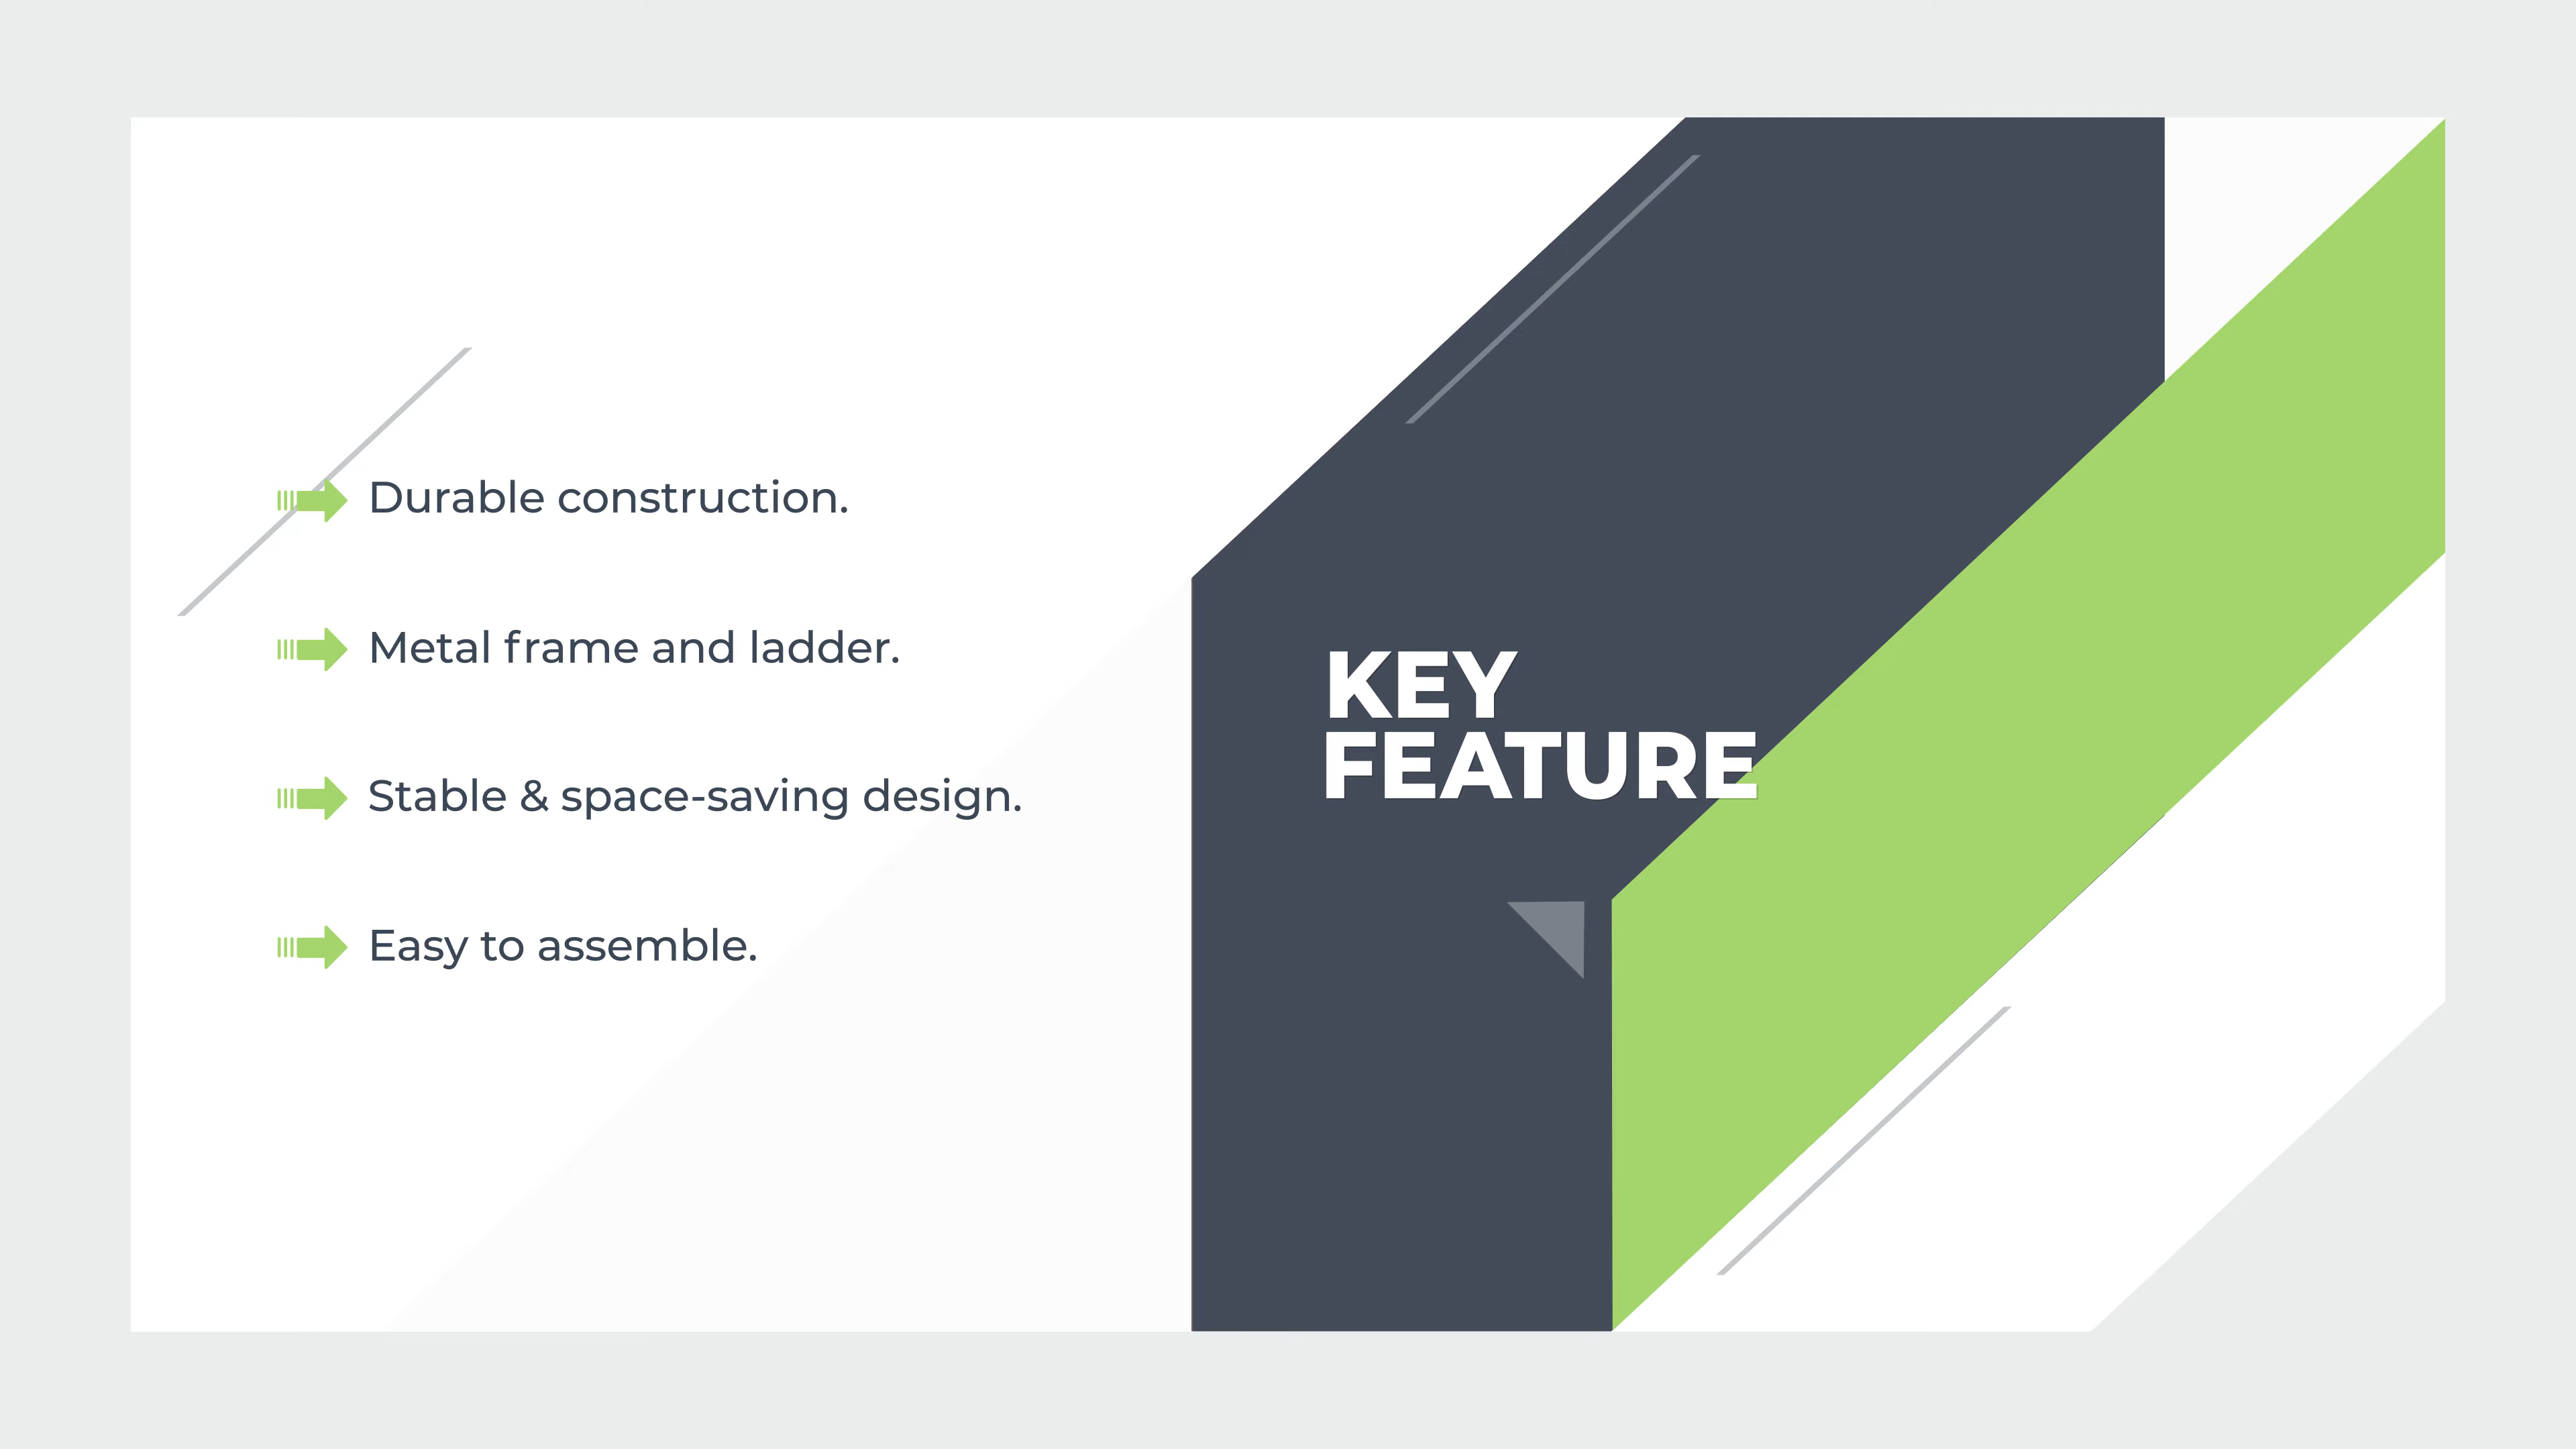 Durable construction.
Metal frame and ladder.
Stable & space-saving design.
Easy to assemble.
KEY
FEATURE